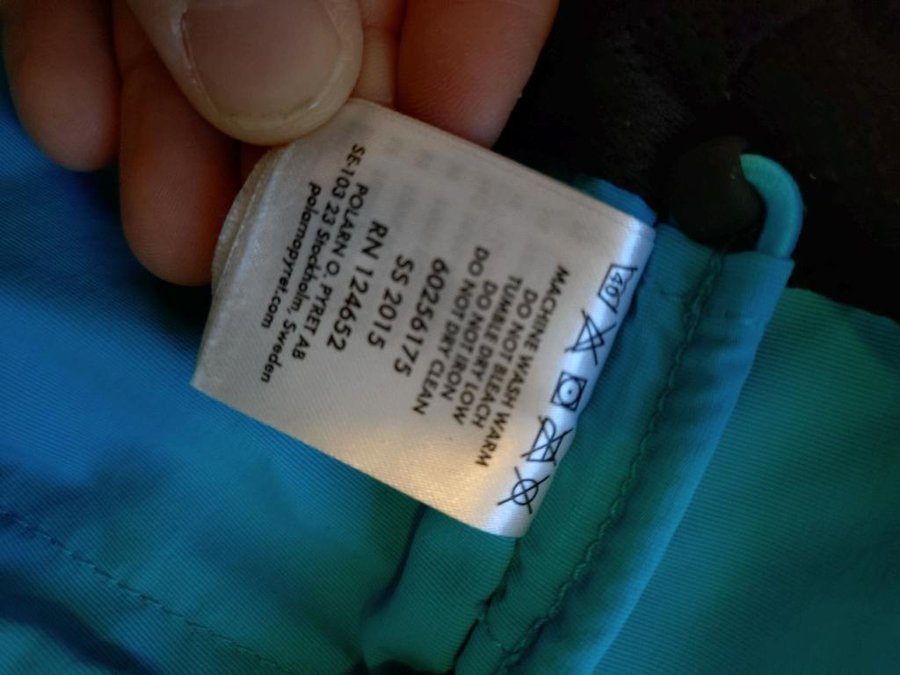 40
MACHINE WASH WARM
DO NOT BLEACH
TUMBLE DRY LOW
DO NOT IRON
DO NOT DRY CLEAN
60256175
SS 2015
RN 124652
POLARN O. PYRET AB
SE-103 23 Stockholm, Sweden
polarnopyret.com